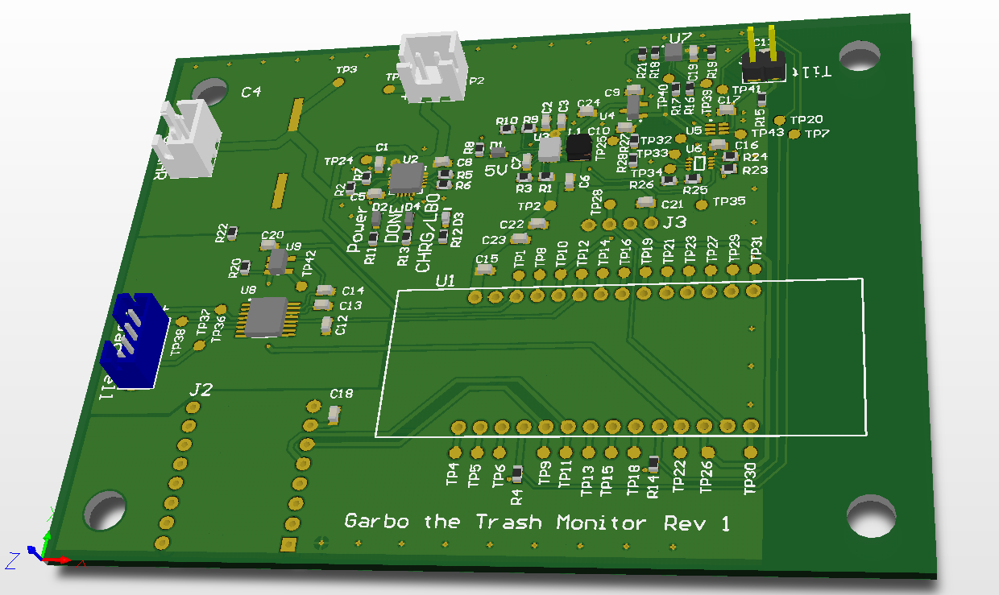 U7
C4
TP3
P2
Tilt
R21
R18
C19
R19
TP40
R17
R16
TP39
TP41
C17
R15
TP20
TP43
TP7
C9
C24
U4
C2
C3
R10
R9
U3
L1
C10
TP25
R27
R28
TP32
TP33
TP34
U5
U6
C16
R24
R23
R26
R25
TP35
TP24
C1
U2
C8
R5
R6
R7
R2
C5
R8
D1
5V
C7
R3
R1
C6
TP2
TP28
C21
J3
D2
D4
D3
Power
DONE
CHRG/LBO
R11
R13
R12
C22
C23
C15
R22
C20
U9
R20
TP42
U8
C14
C13
C12
TP1
TP8
TP10
TP12
TP14
TP16
TP19
TP21
TP23
TP27
TP29
TP31
U1
TP38
TP37
TP36
J2
C18
TP4
TP5
TP6
R4
TP9
TP11
TP13
TP15
TP18
R14
TP22
TP26
TP30
Garbo the Trash Monitor Rev 1
Z
X